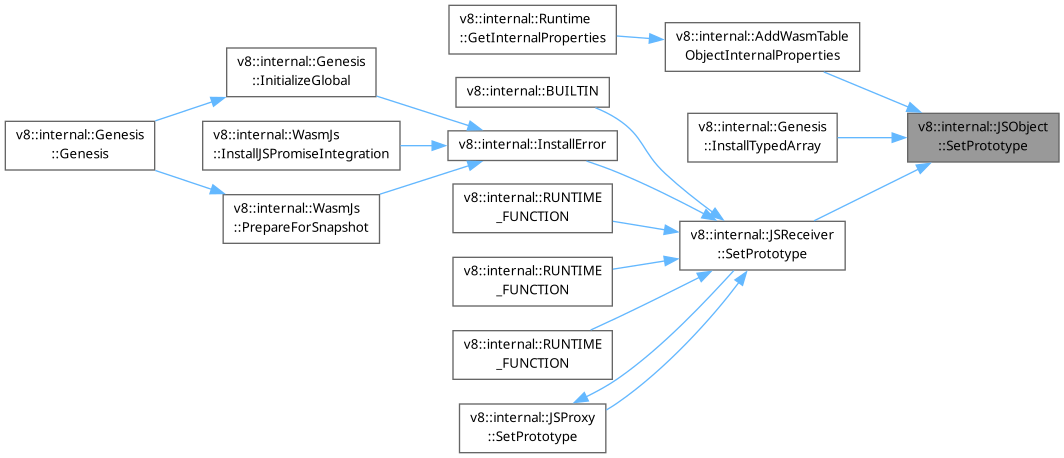 v8::internal::Runtime
::GetInternalProperties
v8::internal::AddWasmTable
ObjectInternalProperties
v8::internal::Genesis
::InitializeGlobal
v8::internal::BUILTIN
v8::internal::Genesis
::Genesis
v8::internal::WasmJs
::InstallJSPromiseIntegration
v8::internal::InstallError
v8::internal::Genesis
::InstallTypedArray
v8::internal::JSObject
::SetPrototype
v8::internal::WasmJs
::PrepareForSnapshot
v8::internal::RUNTIME
_FUNCTION
v8::internal::JSReceiver
::SetPrototype
v8::internal::RUNTIME
_FUNCTION
v8::internal::RUNTIME
_FUNCTION
v8::internal::JSProxy
::SetPrototype